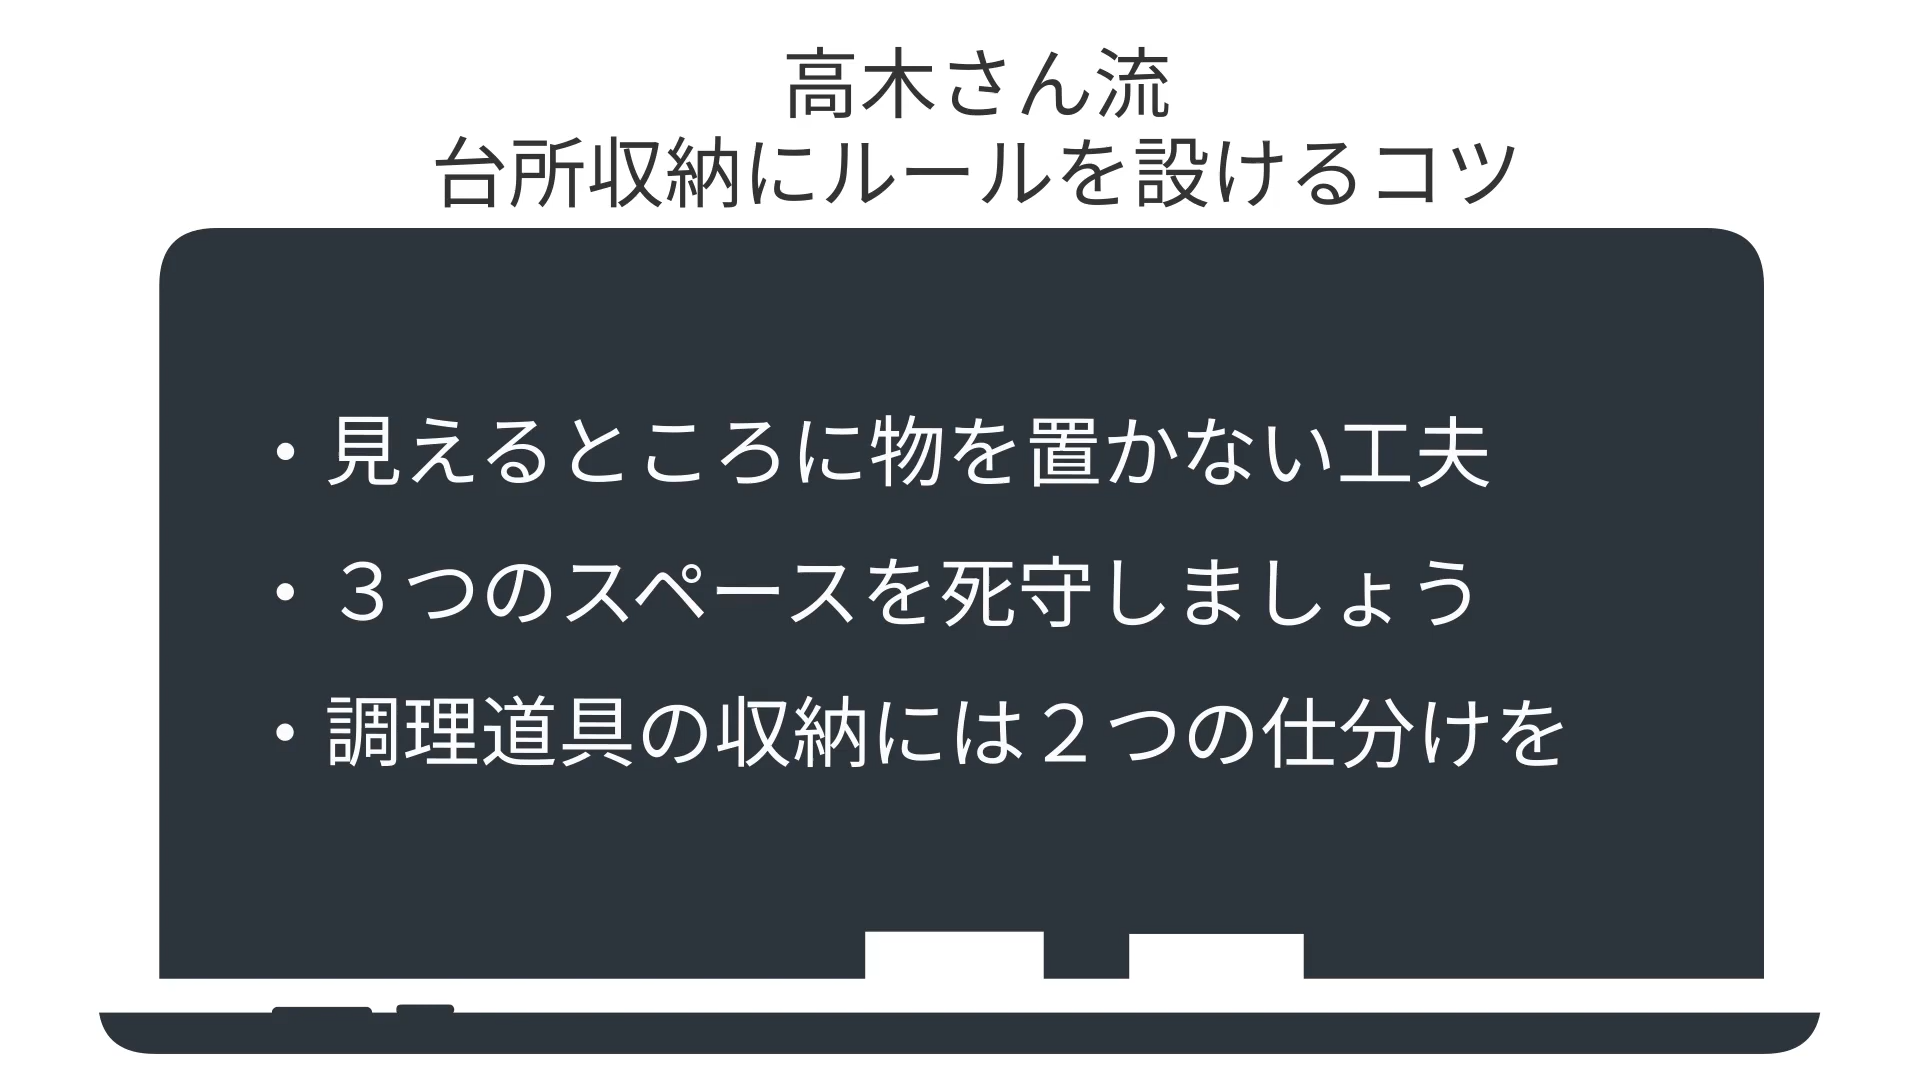 高木さん流
台所収納にルールを設けるコツ
・見えるところに物を置かない工夫
・３つのスペースを死守しましょう
・調理道具の収納には２つの仕分けを